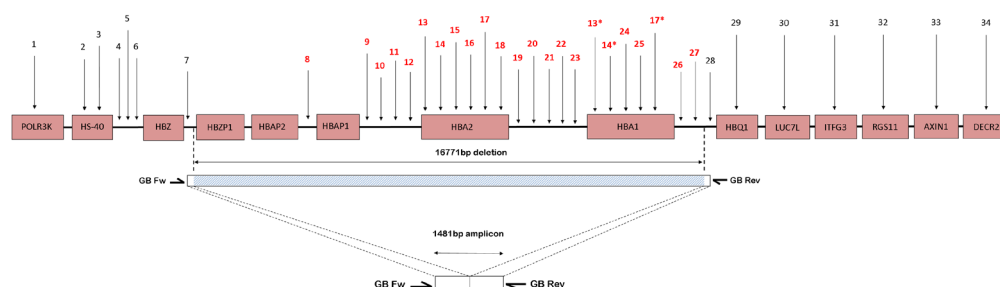 1 2 3 4 5 6 7 8 9 10 11 12 13 14 15 16 17 18 19 20 21 22 23 13* 14* 24 25 17* 26 27 28 29 30 31 32 33 34
POLR3K HS-40 HBZ HBZP1 HBAP2 HBAP1 HBA2 HBA1 HBQ1 LUC7L ITFG3 RGS11 AXIN1 DECR2
16771bp deletion
GB Fw GB Rev
1481bp amplicon
GB Fw GB Rev